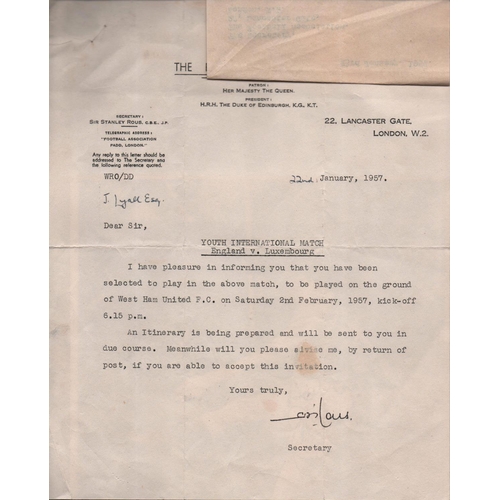 THE
PATRON:
HER MAJESTY THE QUEEN.
PRESIDENT:
H.R.H. THE DUKE OF EDINBURGH, K.G., K.T.
SECRETARY:
SIR STANLEY ROUS, C.B.E., J.P.
TELEGRAPHIC ADDRESS:
"FOOTBALL ASSOCIATION
PADD, LONDON."
Any reply to this letter should be
addressed to The Secretary and
the following reference quoted.
22, LANCASTER GATE,
LONDON, W.2.
WRO/DD
22nd. January, 1957.
J. Lyall Esq.
Dear Sir,
YOUTH INTERNATIONAL MATCH
England v. Luxembourg
I have pleasure in informing you that you have been
selected to play in the above match, to be played on the ground
of West Ham United F.C. on Saturday 2nd February, 1957, kick-off
6.15 p.m.
An Itinerary is being prepared and will be sent to you in
due course. Meanwhile will you please advise me, by return of
post, if you are able to accept this invitation.
Yours truly,
Secretary